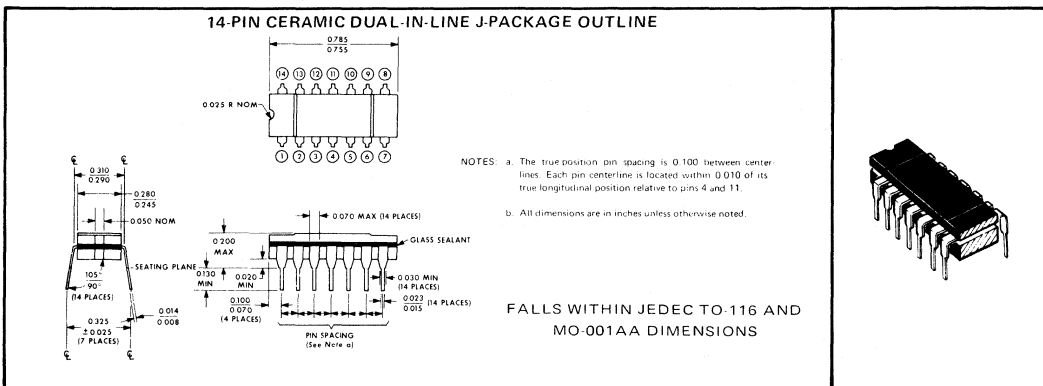 14-PIN CERAMIC DUAL-IN-LINE J-PACKAGE OUTLINE
0.785
0.755
14 13 12 11 10 9 8
0.025 R NOM
1 2 3 4 5 6 7
NOTES: a. The true position pin spacing is 0.100 between center-
lines. Each pin centerline is located within 0.010 of its
true longitudinal position relative to pins 4 and 11.
b. All dimensions are in inches unless otherwise noted.
℄ ℄
0.310
0.290
0.280
0.245
0.050 NOM
0.070 MAX (14 PLACES)
0.200
MAX
GLASS SEALANT
SEATING PLANE
105°
90°
(14 PLACES)
0.130
MIN
0.020
MIN
0.030 MIN
(14 PLACES)
0.023
0.015
(14 PLACES)
0.100
0.070
(4 PLACES)
0.014
0.008
0.325
± 0.025
(7 PLACES)
℄ ℄
PIN SPACING
(See Note a)
FALLS WITHIN JEDEC TO-116 AND
MO-001AA DIMENSIONS